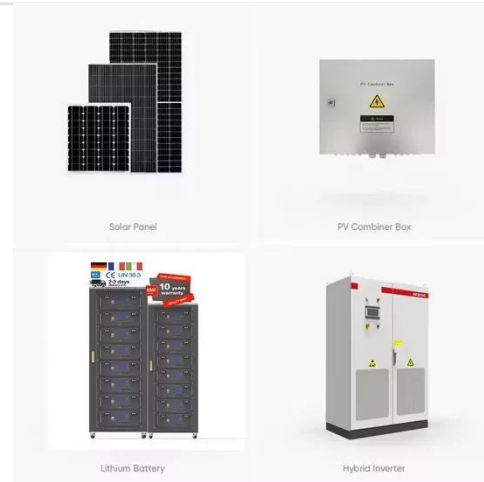 PV Combiner Box
Solar Panel
PV Combiner Box
CE UN38.3
2-3 days
10 years
warranty
Lithium Battery
Hybrid Inverter